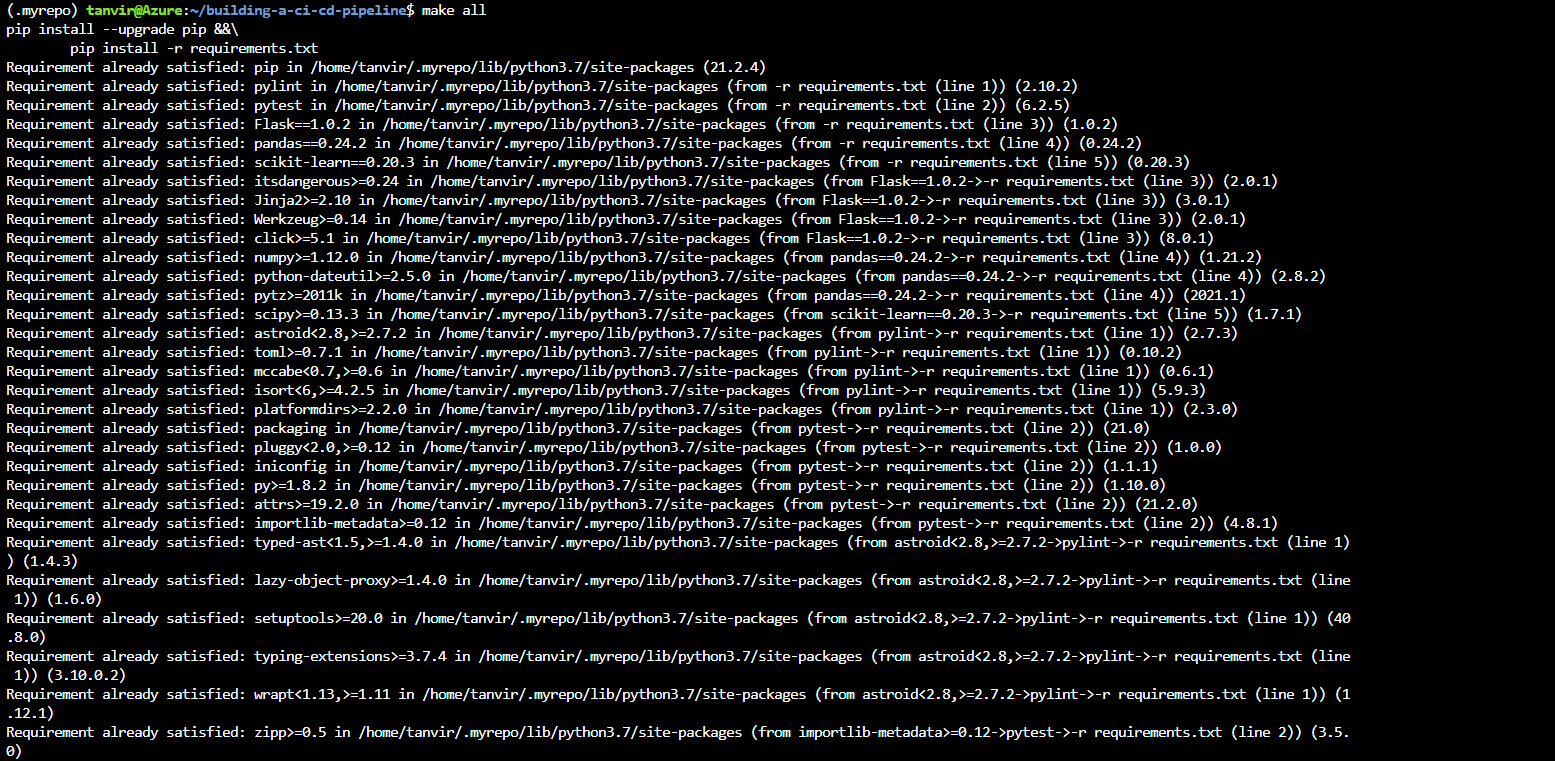 (.myrepo) tanvir@Azure:~/building-a-ci-cd-pipeline$ make all
pip install --upgrade pip &&\
        pip install -r requirements.txt
Requirement already satisfied: pip in /home/tanvir/.myrepo/lib/python3.7/site-packages (21.2.4)
Requirement already satisfied: pylint in /home/tanvir/.myrepo/lib/python3.7/site-packages (from -r requirements.txt (line 1)) (2.10.2)
Requirement already satisfied: pytest in /home/tanvir/.myrepo/lib/python3.7/site-packages (from -r requirements.txt (line 2)) (6.2.5)
Requirement already satisfied: Flask==1.0.2 in /home/tanvir/.myrepo/lib/python3.7/site-packages (from -r requirements.txt (line 3)) (1.0.2)
Requirement already satisfied: pandas==0.24.2 in /home/tanvir/.myrepo/lib/python3.7/site-packages (from -r requirements.txt (line 4)) (0.24.2)
Requirement already satisfied: scikit-learn==0.20.3 in /home/tanvir/.myrepo/lib/python3.7/site-packages (from -r requirements.txt (line 5)) (0.20.3)
Requirement already satisfied: itsdangerous>=0.24 in /home/tanvir/.myrepo/lib/python3.7/site-packages (from Flask==1.0.2->-r requirements.txt (line 3)) (2.0.1)
Requirement already satisfied: Jinja2>=2.10 in /home/tanvir/.myrepo/lib/python3.7/site-packages (from Flask==1.0.2->-r requirements.txt (line 3)) (3.0.1)
Requirement already satisfied: Werkzeug>=0.14 in /home/tanvir/.myrepo/lib/python3.7/site-packages (from Flask==1.0.2->-r requirements.txt (line 3)) (2.0.1)
Requirement already satisfied: click>=5.1 in /home/tanvir/.myrepo/lib/python3.7/site-packages (from Flask==1.0.2->-r requirements.txt (line 3)) (8.0.1)
Requirement already satisfied: numpy>=1.12.0 in /home/tanvir/.myrepo/lib/python3.7/site-packages (from pandas==0.24.2->-r requirements.txt (line 4)) (1.21.2)
Requirement already satisfied: python-dateutil>=2.5.0 in /home/tanvir/.myrepo/lib/python3.7/site-packages (from pandas==0.24.2->-r requirements.txt (line 4)) (2.8.2)
Requirement already satisfied: pytz>=2011k in /home/tanvir/.myrepo/lib/python3.7/site-packages (from pandas==0.24.2->-r requirements.txt (line 4)) (2021.1)
Requirement already satisfied: scipy>=0.13.3 in /home/tanvir/.myrepo/lib/python3.7/site-packages (from scikit-learn==0.20.3->-r requirements.txt (line 5)) (1.7.1)
Requirement already satisfied: astroid<2.8,>=2.7.2 in /home/tanvir/.myrepo/lib/python3.7/site-packages (from pylint->-r requirements.txt (line 1)) (2.7.3)
Requirement already satisfied: toml>=0.7.1 in /home/tanvir/.myrepo/lib/python3.7/site-packages (from pylint->-r requirements.txt (line 1)) (0.10.2)
Requirement already satisfied: mccabe<0.7,>=0.6 in /home/tanvir/.myrepo/lib/python3.7/site-packages (from pylint->-r requirements.txt (line 1)) (0.6.1)
Requirement already satisfied: isort<6,>=4.2.5 in /home/tanvir/.myrepo/lib/python3.7/site-packages (from pylint->-r requirements.txt (line 1)) (5.9.3)
Requirement already satisfied: platformdirs>=2.2.0 in /home/tanvir/.myrepo/lib/python3.7/site-packages (from pylint->-r requirements.txt (line 1)) (2.3.0)
Requirement already satisfied: packaging in /home/tanvir/.myrepo/lib/python3.7/site-packages (from pytest->-r requirements.txt (line 2)) (21.0)
Requirement already satisfied: pluggy<2.0,>=0.12 in /home/tanvir/.myrepo/lib/python3.7/site-packages (from pytest->-r requirements.txt (line 2)) (1.0.0)
Requirement already satisfied: iniconfig in /home/tanvir/.myrepo/lib/python3.7/site-packages (from pytest->-r requirements.txt (line 2)) (1.1.1)
Requirement already satisfied: py>=1.8.2 in /home/tanvir/.myrepo/lib/python3.7/site-packages (from pytest->-r requirements.txt (line 2)) (1.10.0)
Requirement already satisfied: attrs>=19.2.0 in /home/tanvir/.myrepo/lib/python3.7/site-packages (from pytest->-r requirements.txt (line 2)) (21.2.0)
Requirement already satisfied: importlib-metadata>=0.12 in /home/tanvir/.myrepo/lib/python3.7/site-packages (from pytest->-r requirements.txt (line 2)) (4.8.1)
Requirement already satisfied: typed-ast<1.5,>=1.4.0 in /home/tanvir/.myrepo/lib/python3.7/site-packages (from astroid<2.8,>=2.7.2->pylint->-r requirements.txt (line 1)
) (1.4.3)
Requirement already satisfied: lazy-object-proxy>=1.4.0 in /home/tanvir/.myrepo/lib/python3.7/site-packages (from astroid<2.8,>=2.7.2->pylint->-r requirements.txt (line
 1)) (1.6.0)
Requirement already satisfied: setuptools>=20.0 in /home/tanvir/.myrepo/lib/python3.7/site-packages (from astroid<2.8,>=2.7.2->pylint->-r requirements.txt (line 1)) (40
.8.0)
Requirement already satisfied: typing-extensions>=3.7.4 in /home/tanvir/.myrepo/lib/python3.7/site-packages (from astroid<2.8,>=2.7.2->pylint->-r requirements.txt (line
 1)) (3.10.0.2)
Requirement already satisfied: wrapt<1.13,>=1.11 in /home/tanvir/.myrepo/lib/python3.7/site-packages (from astroid<2.8,>=2.7.2->pylint->-r requirements.txt (line 1)) (1
.12.1)
Requirement already satisfied: zipp>=0.5 in /home/tanvir/.myrepo/lib/python3.7/site-packages (from importlib-metadata>=0.12->pytest->-r requirements.txt (line 2)) (3.5.
0)